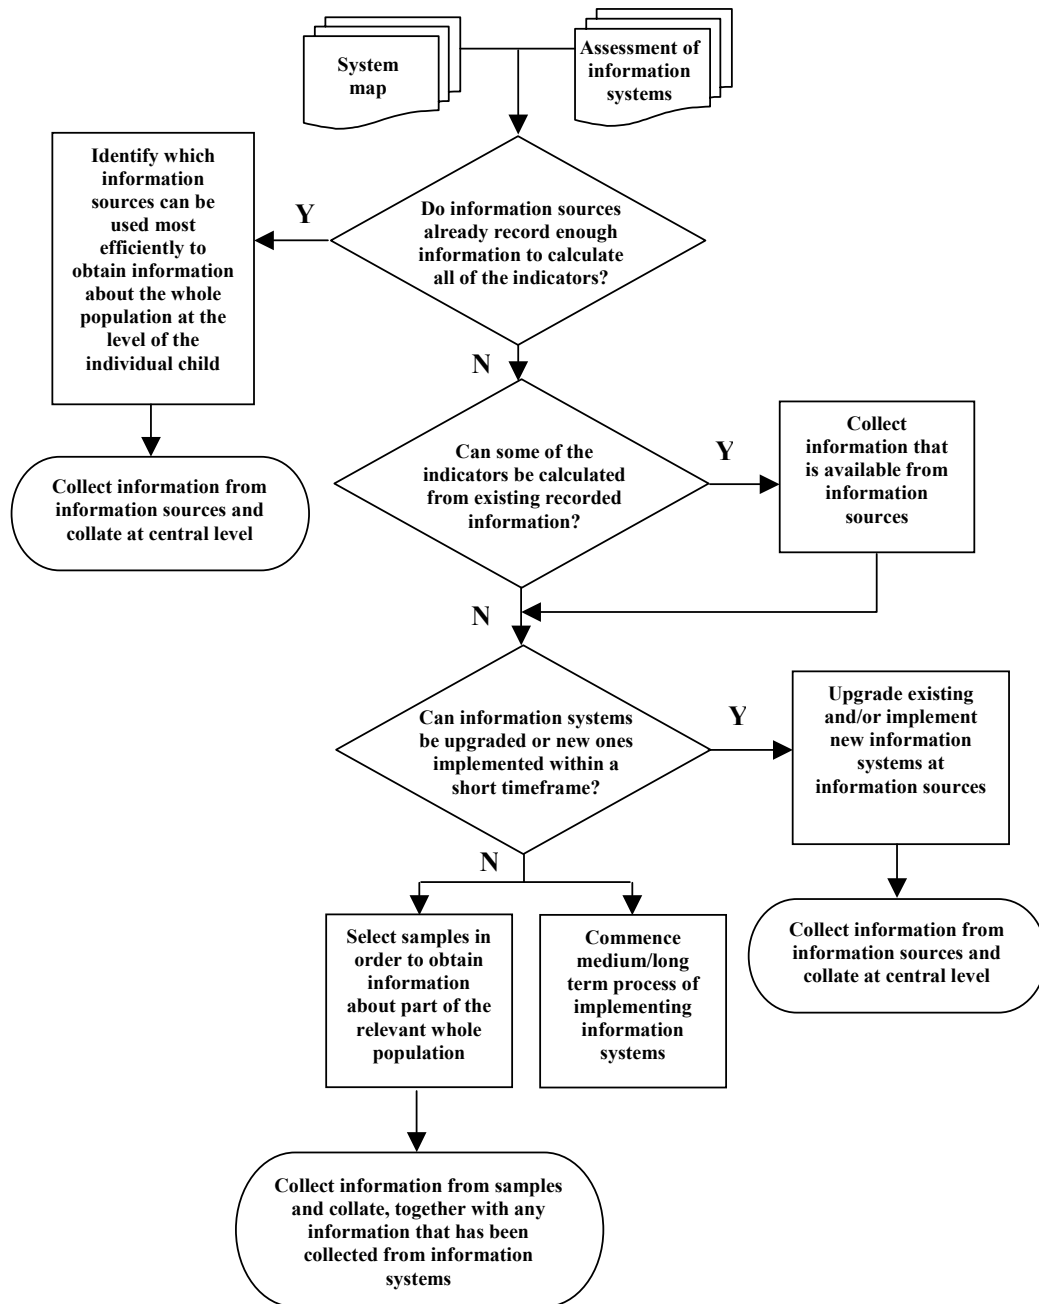 System
map
Assessment of
information
systems
Identify which
information
sources can be
used most
efficiently to
obtain information
about the whole
population at the
level of the
individual child
Y
Do information sources
already record enough
information to calculate
all of the indicators?
N
Collect information from
information sources and
collate at central level
Can some of the
indicators be calculated
from existing recorded
information?
Y
Collect
information that
is available from
information
sources
N
Can information systems
be upgraded or new ones
implemented within a
short timeframe?
Y
Upgrade existing
and/or implement
new information
systems at
information sources
N
Select samples in
order to obtain
information
about part of the
relevant whole
population
Commence
medium/long
term process of
implementing
information
systems
Collect information from
information sources and
collate at central level
Collect information from samples
and collate, together with any
information that has been
collected from information
systems